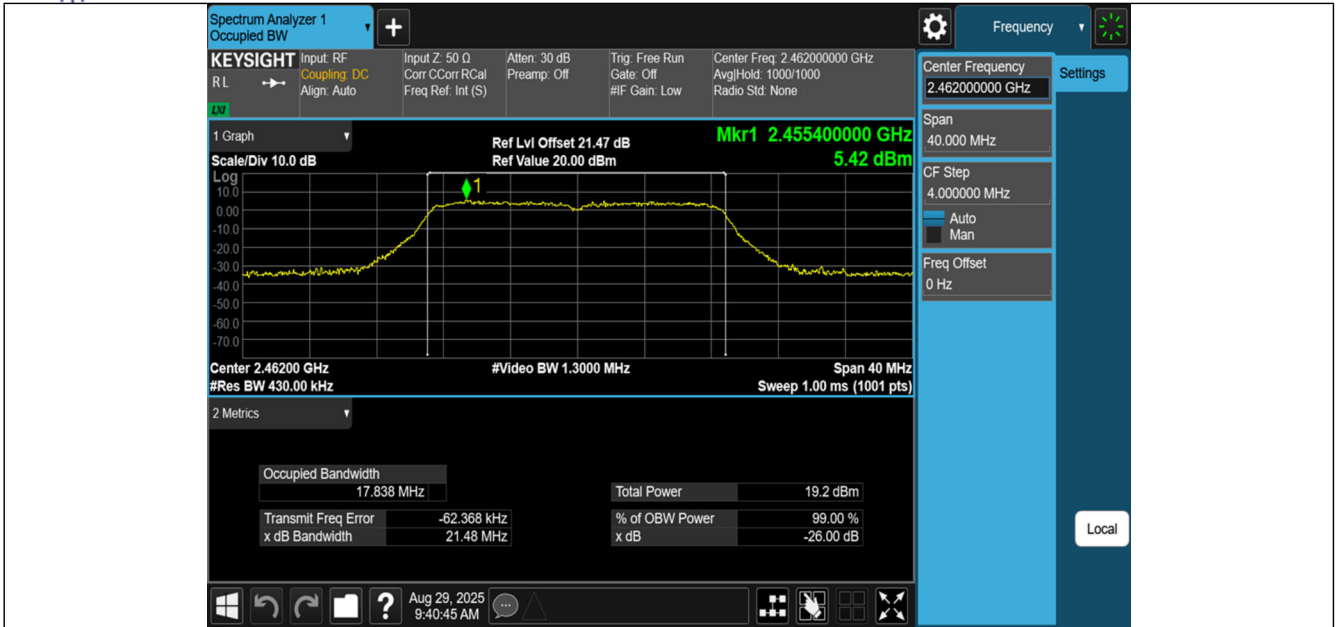 Spectrum Analyzer 1
Occupied BW
+
Frequency
KEYSIGHT
R L
LXI
Input: RF
Coupling: DC
Align: Auto
Input Z: 50 Ω
Corr CCorr RCal
Freq Ref: Int (S)
Atten: 30 dB
Preamp: Off
Trig: Free Run
Gate: Off
#IF Gain: Low
Center Freq: 2.462000000 GHz
Avg|Hold: 1000/1000
Radio Std: None
Center Frequency
2.462000000 GHz
Settings
Span
40.000 MHz
CF Step
4.000000 MHz
Auto
Man
Freq Offset
0 Hz
Local
1 Graph
Scale/Div 10.0 dB
Ref Lvl Offset 21.47 dB
Ref Value 20.00 dBm
Mkr1 2.455400000 GHz
5.42 dBm
Log
1
10.0
0.00
-10.0
-20.0
-30.0
-40.0
-50.0
-60.0
-70.0
Center 2.46200 GHz
#Video BW 1.3000 MHz
Span 40 MHz
#Res BW 430.00 kHz
Sweep 1.00 ms (1001 pts)
2 Metrics
Occupied Bandwidth
17.838 MHz
Total Power 19.2 dBm
Transmit Freq Error -62.368 kHz
% of OBW Power 99.00 %
x dB Bandwidth 21.48 MHz
x dB -26.00 dB
?
Aug 29, 2025
9:40:45 AM